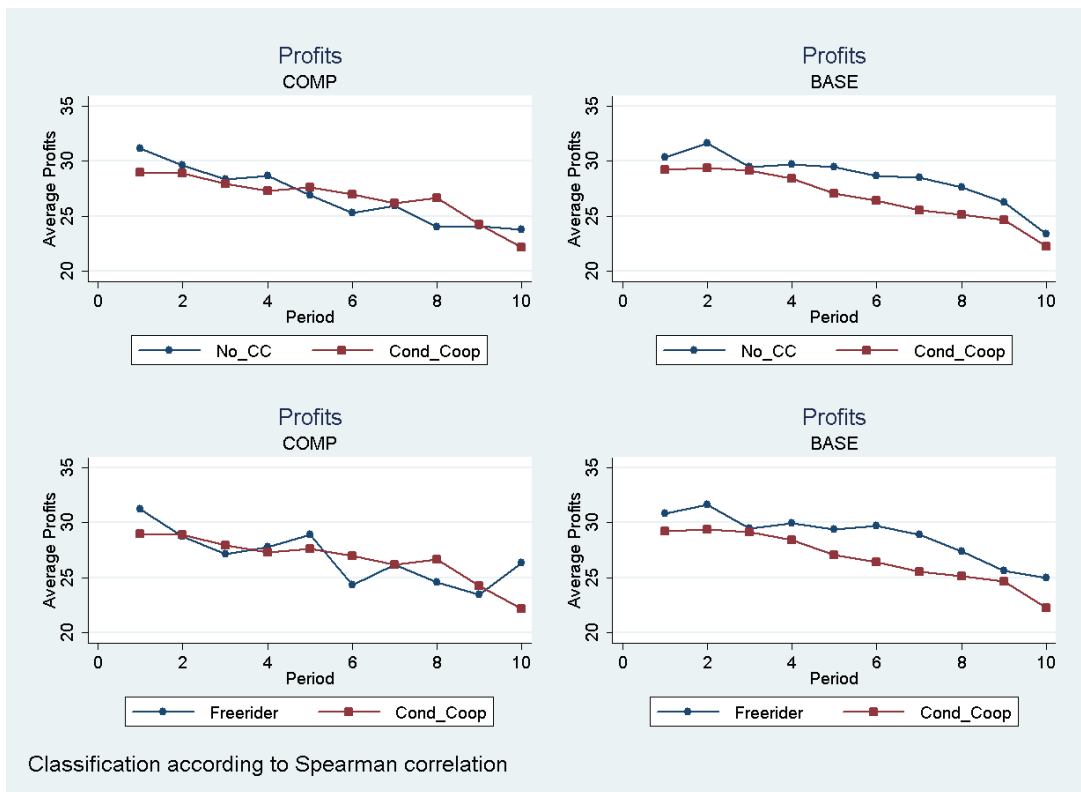 Profits
COMP
Average Profits
35
30
25
20
0 2 4 6 8 10
Period
No_CC Cond_Coop
Profits
BASE
Average Profits
35
30
25
20
0 2 4 6 8 10
Period
No_CC Cond_Coop
Profits
COMP
Average Profits
35
30
25
20
0 2 4 6 8 10
Period
Freerider Cond_Coop
Profits
BASE
Average Profits
35
30
25
20
0 2 4 6 8 10
Period
Freerider Cond_Coop
Classification according to Spearman correlation